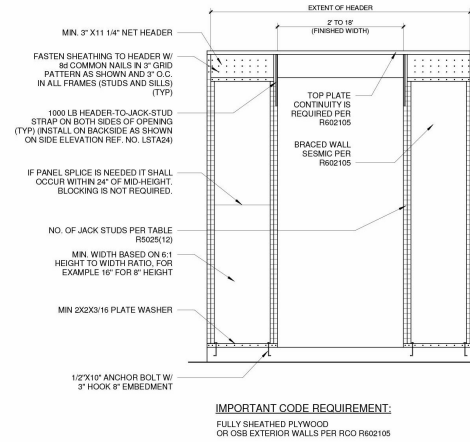 EXTENT OF HEADER
2' TO 18'
(FINISHED WIDTH)
MIN. 3" X11 1/4" NET HEADER
FASTEN SHEATHING TO HEADER W/
8d COMMON NAILS IN 3" GRID
PATTERN AS SHOWN AND 3" O.C.
IN ALL FRAMES (STUDS AND SILLS)
(TYP)
1000 LB HEADER-TO-JACK-STUD
STRAP ON BOTH SIDES OF OPENING
(TYP) (INSTALL ON BACKSIDE AS SHOWN
ON SIDE ELEVATION REF. NO. LSTA24)
IF PANEL SPLICE IS NEEDED IT SHALL
OCCUR WITHIN 24" OF MID-HEIGHT.
BLOCKING IS NOT REQUIRED.
NO. OF JACK STUDS PER TABLE
R5025(12)
MIN. WIDTH BASED ON 6:1
HEIGHT TO WIDTH RATIO, FOR
EXAMPLE 16" FOR 8" HEIGHT
MIN 2X2X3/16 PLATE WASHER
1/2"X10" ANCHOR BOLT W/
3" HOOK 8" EMBEDMENT
TOP PLATE
CONTINUITY IS
REQUIRED PER
R602105
BRACED WALL
SESMIC PER
R602105
IMPORTANT CODE REQUIREMENT:
FULLY SHEATHED PLYWOOD
OR OSB EXTERIOR WALLS PER RCO R602105